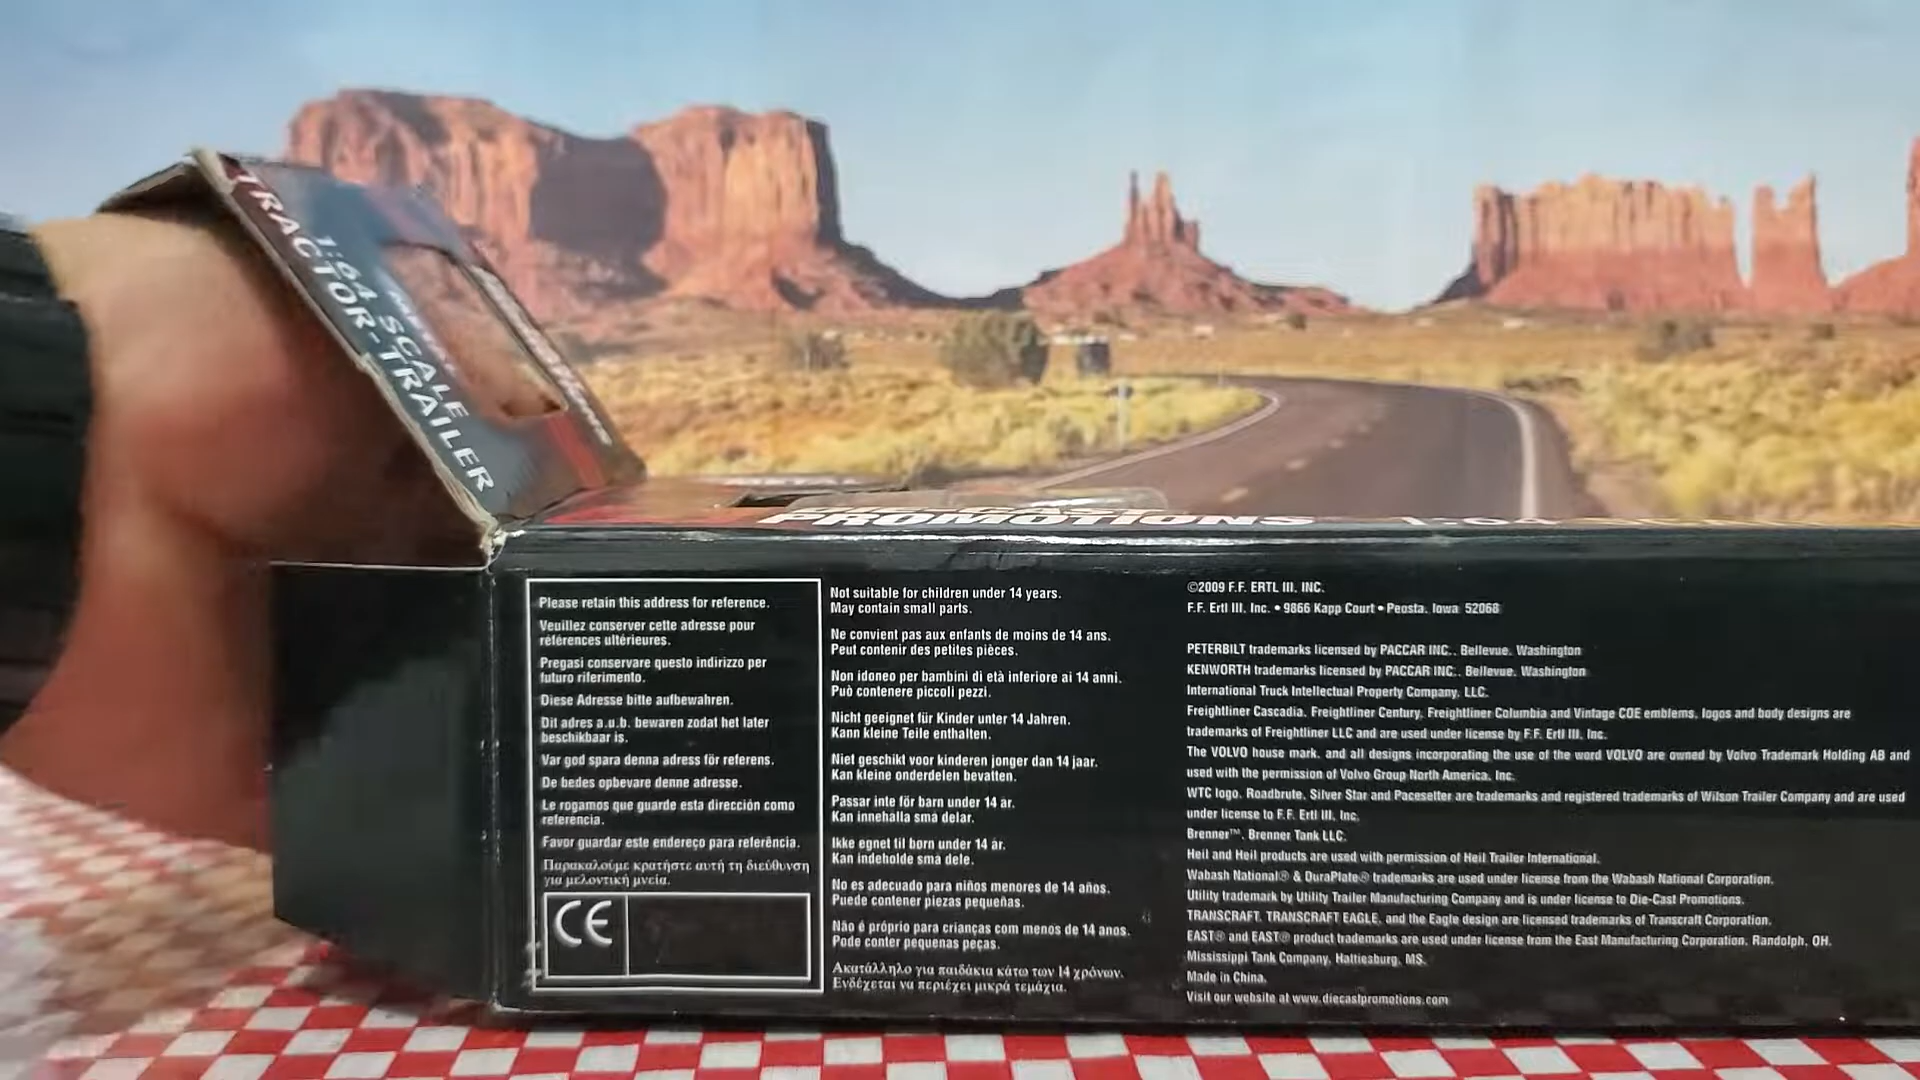 1:64 SCALE
TRACTOR-TRAILER
PROMOTIONS
Please retain this address for reference.
Veuillez conserver cette adresse pour
références ultérieures.
Pregasi conservare questo indirizzo per
futuro riferimento.
Diese Adresse bitte aufbewahren.
Dit adres a.u.b. bewaren zodat het later
beschikbaar is.
Var god spara denna adress för referens.
De bedes opbevare denne adresse.
Le rogamos que guarde esta dirección como
referencia.
Favor guardar este endereço para referência.
Παρακαλούμε κρατήστε αυτή τη διεύθυνση
για μελοντική μνεία.
CE
Not suitable for children under 14 years.
May contain small parts.
Ne convient pas aux enfants de moins de 14 ans.
Peut contenir des petites pièces.
Non idoneo per bambini di età inferiore ai 14 anni.
Può contenere piccoli pezzi.
Nicht geeignet für Kinder unter 14 Jahren.
Kann kleine Teile enthalten.
Niet geschikt voor kinderen jonger dan 14 jaar.
Kan kleine onderdelen bevatten.
Passar inte för barn under 14 år.
Kan innehålla små delar.
Ikke egnet til børn under 14 år.
Kan indeholde små dele.
No es adecuado para niños menores de 14 años.
Puede contener piezas pequeñas.
Não é próprio para crianças com menos de 14 anos.
Pode conter pequenas peças.
Ακατάλληλο για παιδάκια κάτω των 14 χρόνων.
Ενδέχεται να περιέχει μικρά τεμάχια.
©2009 F.F. ERTL III, INC.
F.F. Ertl III, Inc. • 9866 Kapp Court • Peosta, Iowa 52068
PETERBILT trademarks licensed by PACCAR INC., Bellevue, Washington
KENWORTH trademarks licensed by PACCAR INC., Bellevue, Washington
International Truck Intellectual Property Company, LLC.
Freightliner Cascadia, Freightliner Century, Freightliner Columbia and Vintage COE emblems, logos and body designs are
trademarks of Freightliner LLC and are used under license by F.F. Ertl III, Inc.
The VOLVO house mark, and all designs incorporating the use of the word VOLVO are owned by Volvo Trademark Holding AB and
used with the permission of Volvo Group North America, Inc.
WTC logo, Roadbrute, Silver Star and Pacesetter are trademarks and registered trademarks of Wilson Trailer Company and are used
under license to F.F. Ertl III, Inc.
Brenner™, Brenner Tank LLC.
Heil and Heil products are used with permission of Heil Trailer International.
Wabash National® & DuraPlate® trademarks are used under license from the Wabash National Corporation.
Utility trademark by Utility Trailer Manufacturing Company and is under license to Die-Cast Promotions.
TRANSCRAFT, TRANSCRAFT EAGLE, and the Eagle design are licensed trademarks of Transcraft Corporation.
EAST® and EAST® product trademarks are used under license from the East Manufacturing Corporation, Randolph, OH.
Mississippi Tank Company, Hattiesburg, MS.
Made in China.
Visit our website at www.diecastpromotions.com